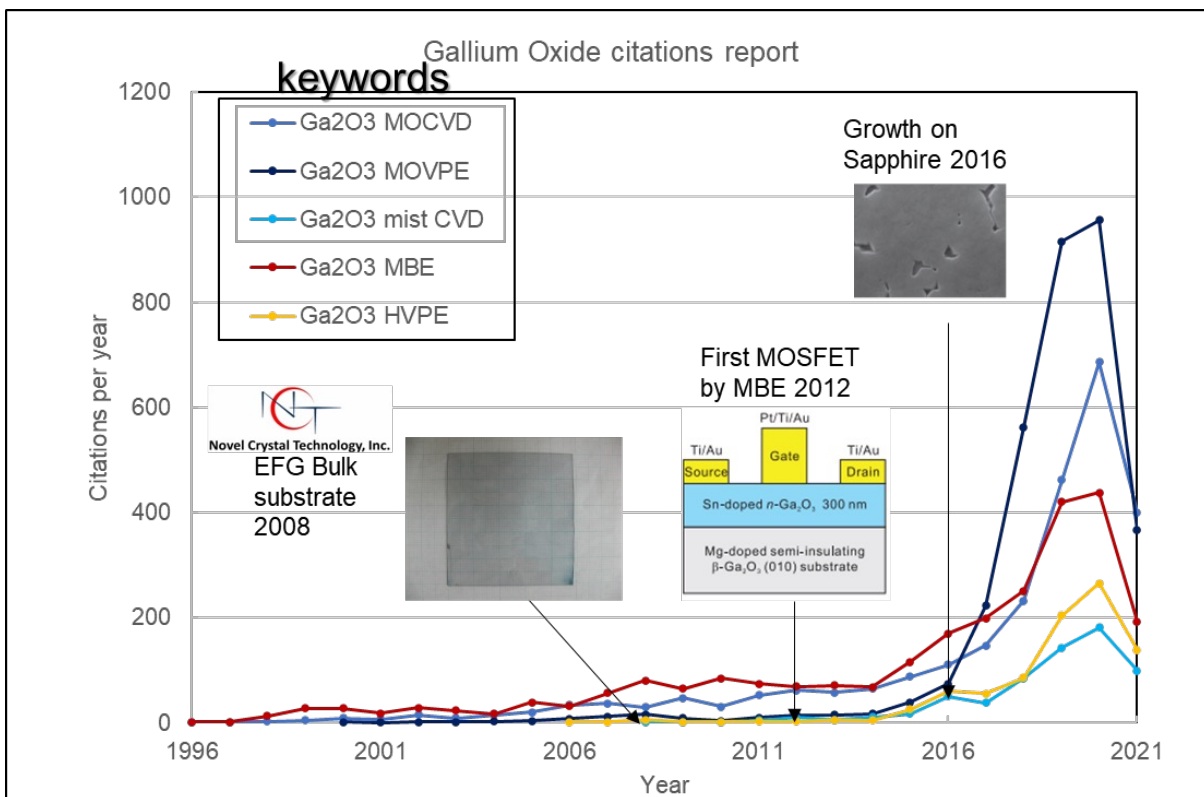 Gallium Oxide citations report
keywords
Ga2O3 MOCVD
Ga2O3 MOVPE
Ga2O3 mist CVD
Ga2O3 MBE
Ga2O3 HVPE
Growth on
Sapphire 2016
First MOSFET
by MBE 2012
Pt/Ti/Au
Ti/Au
Ti/Au
Source
Gate
Drain
Sn-doped n-Ga₂O₃ 300 nm
Mg-doped semi-insulating
β-Ga₂O₃ (010) substrate
NCT
Novel Crystal Technology, Inc.
EFG Bulk
substrate
2008
Citations per year
1200
1000
800
600
400
200
0
1996 2001 2006 2011 2016 2021
Year